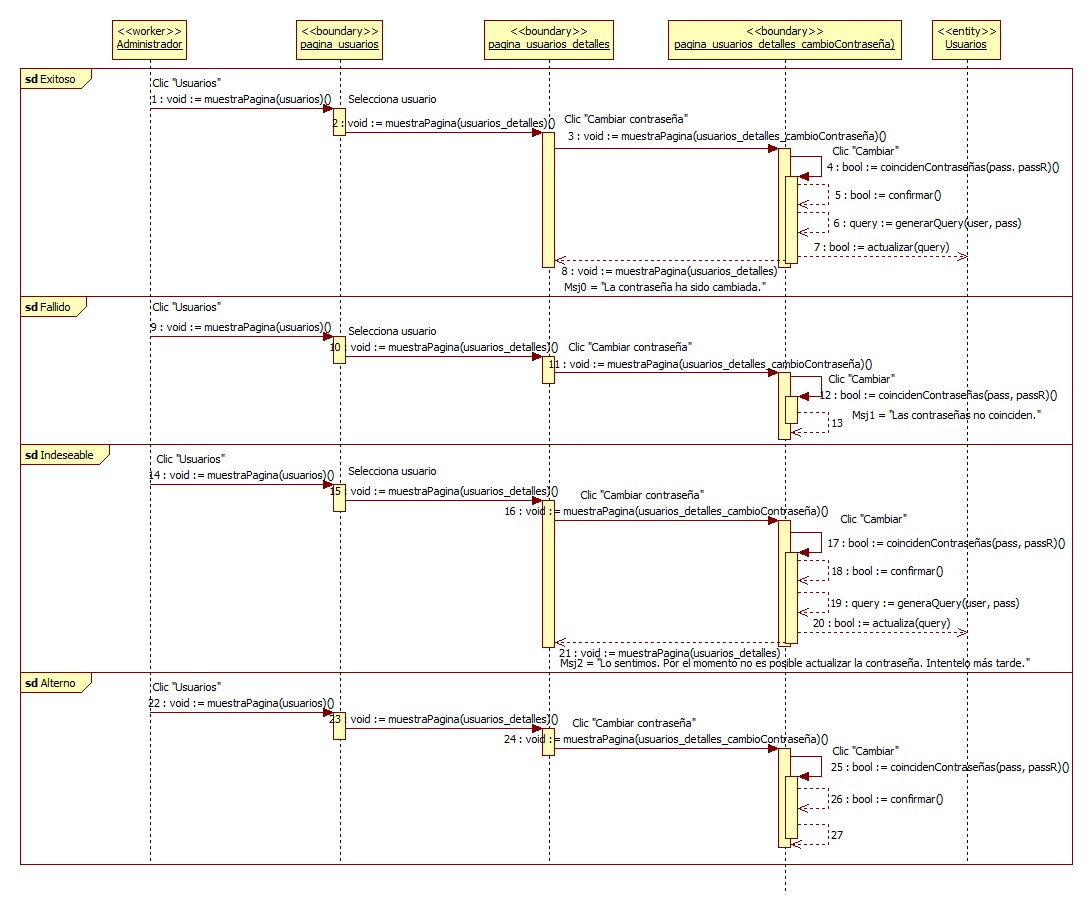 <<worker>>
Administrador
<<boundary>>
pagina_usuarios
<<boundary>>
pagina_usuarios_detalles
<<boundary>>
pagina_usuarios_detalles_cambioContraseña)
<<entity>>
Usuarios
sd Exitoso
Clic "Usuarios"
1 : void := muestraPagina(usuarios)()
Selecciona usuario
2 : void := muestraPagina(usuarios_detalles)()
Clic "Cambiar contraseña"
3 : void := muestraPagina(usuarios_detalles_cambioContraseña)()
Clic "Cambiar"
4 : bool := coincidenContraseñas(pass. passR)()
5 : bool := confirmar()
6 : query := generarQuery(user, pass)
7 : bool := actualizar(query)
8 : void := muestraPagina(usuarios_detalles)
Msj0 = "La contraseña ha sido cambiada."
sd Fallido
Clic "Usuarios"
9 : void := muestraPagina(usuarios)()
Selecciona usuario
10 : void := muestraPagina(usuarios_detalles)()
Clic "Cambiar contraseña"
11 : void := muestraPagina(usuarios_detalles_cambioContraseña)()
Clic "Cambiar"
12 : bool := coincidenContraseñas(pass, passR)()
Msj1 = "Las contraseñas no coinciden."
13
sd Indeseable
Clic "Usuarios"
14 : void := muestraPagina(usuarios)()
Selecciona usuario
15 : void := muestraPagina(usuarios_detalles)()
Clic "Cambiar contraseña"
16 : void := muestraPagina(usuarios_detalles_cambioContraseña)()
Clic "Cambiar"
17 : bool := coincidenContraseñas(pass, passR)()
18 : bool := confirmar()
19 : query := generaQuery(user, pass)
20 : bool := actualiza(query)
21 : void := muestraPagina(usuarios_detalles)
Msj2 = "Lo sentimos. Por el momento no es posible actualizar la contraseña. Intentelo más tarde."
sd Alterno
Clic "Usuarios"
22 : void := muestraPagina(usuarios)()
23 : void := muestraPagina(usuarios_detalles)()
Clic "Cambiar contraseña"
24 : void := muestraPagina(usuarios_detalles_cambioContraseña)()
Clic "Cambiar"
25 : bool := coincidenContraseñas(pass, passR)()
26 : bool := confirmar()
27